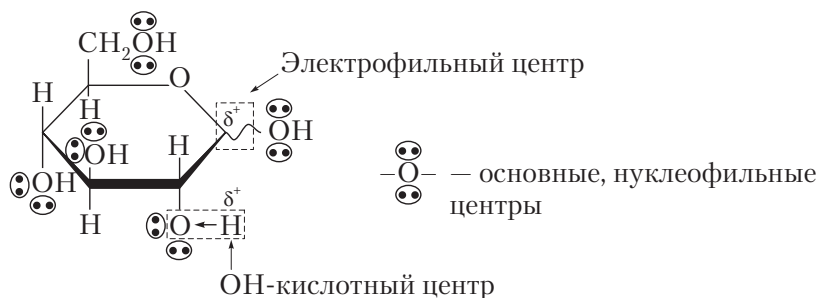 CH₂OH
Электрофильный центр
O
H
H
δ⁺
OH
OH
H
–O– — основные, нуклеофильные
OH
центры
δ⁺
H
O
H
OH-кислотный центр